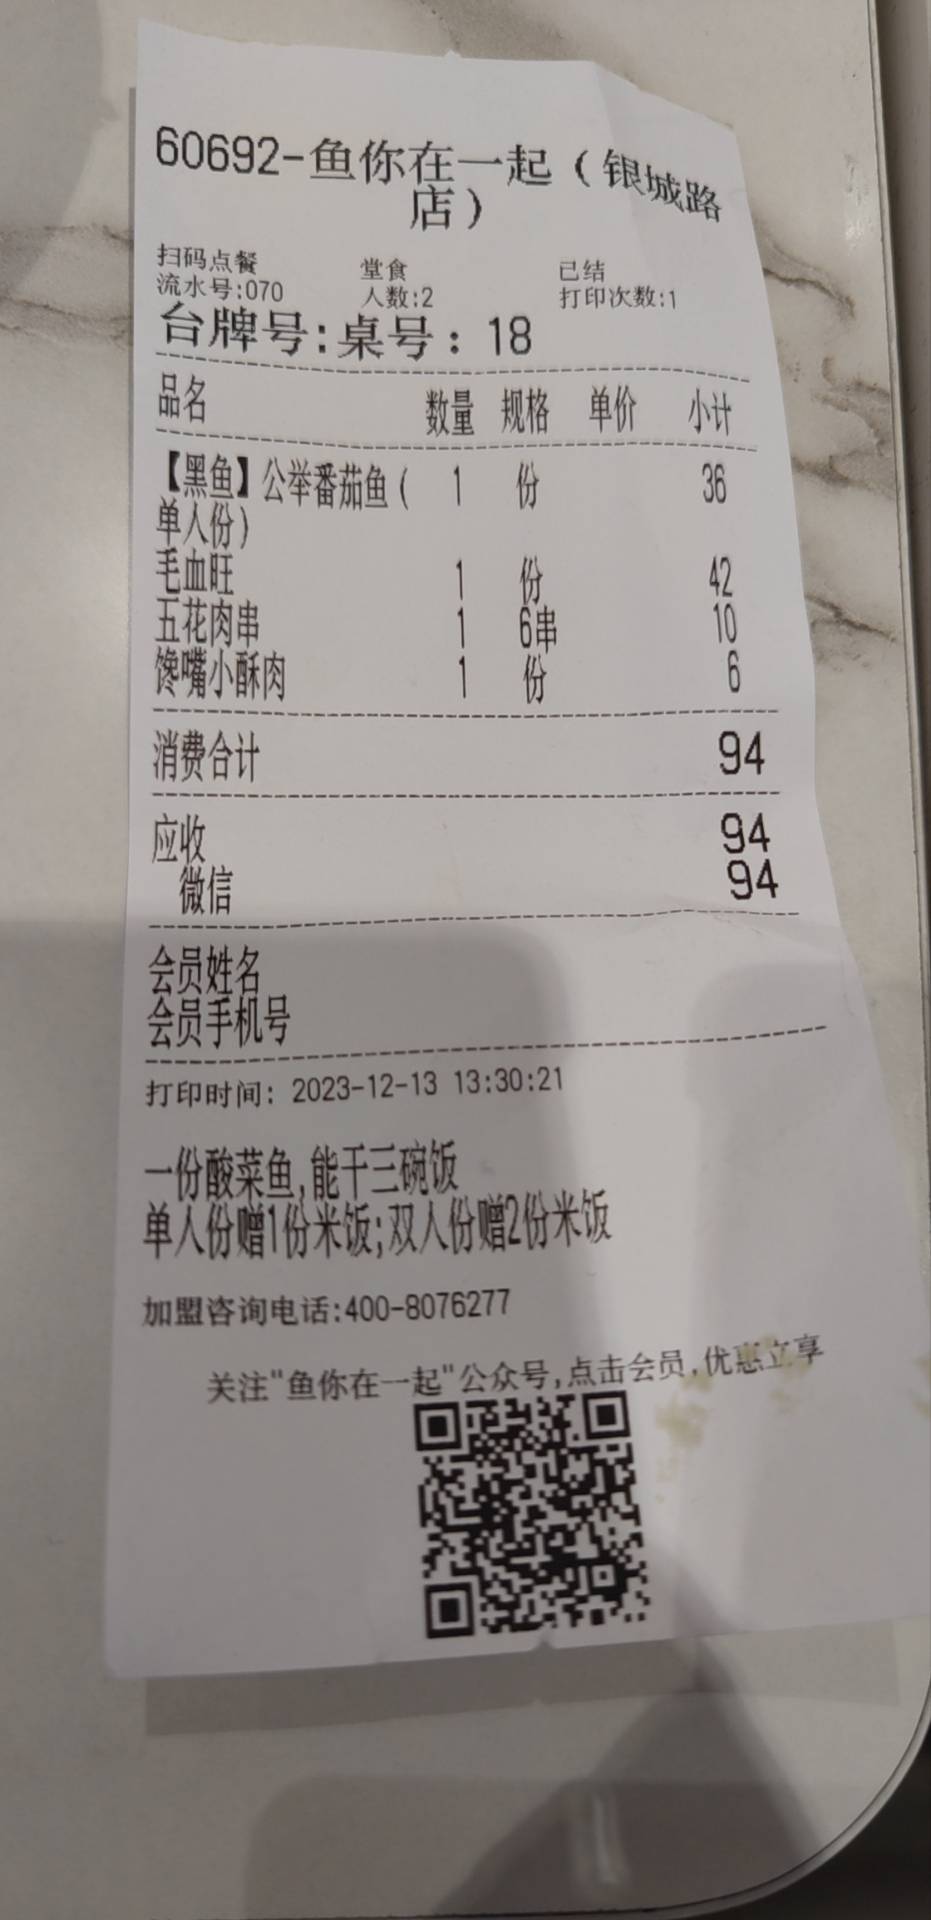 60692-鱼你在一起（银城路
店）
扫码点餐 堂食 已结
流水号:070 人数:2 打印次数:1
台牌号:桌号：18
品名 数量 规格 单价 小计
【黑鱼】公举番茄鱼( 1 份 36
单人份)
毛血旺 1 份 42
五花肉串 1 6串 10
馋嘴小酥肉 1 份 6
消费合计 94
应收 94
微信 94
会员姓名
会员手机号
打印时间: 2023-12-13 13:30:21
一份酸菜鱼,能干三碗饭
单人份赠1份米饭;双人份赠2份米饭
加盟咨询电话:400-8076277
关注"鱼你在一起"公众号,点击会员,优惠立享